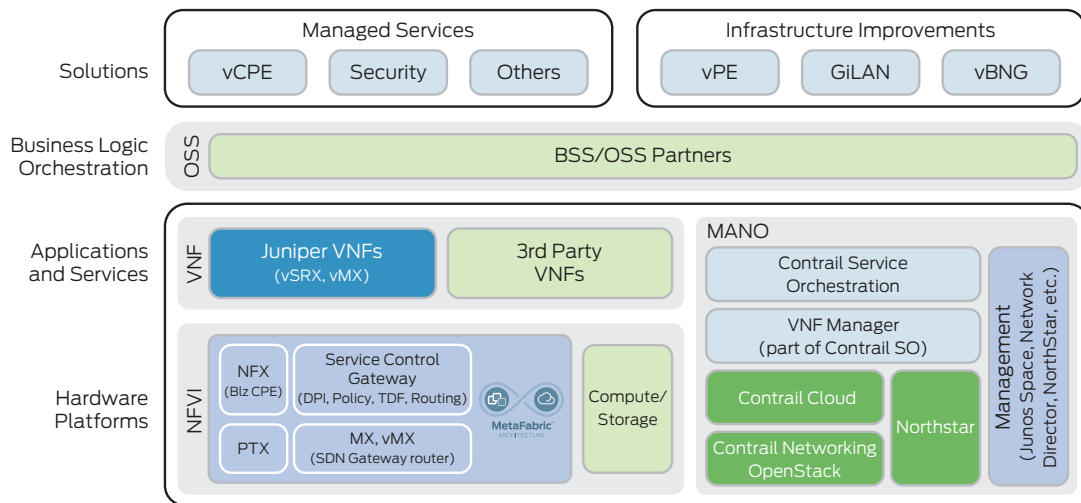 Managed Services
Infrastructure Improvements
Solutions
vCPE
Security
Others
vPE
GiLAN
vBNG
Business Logic
Orchestration
OSS
BSS/OSS Partners
Applications
and Services
VNF
Juniper VNFs
(vSRX, vMX)
3rd Party
VNFs
MANO
Contrail Service
Orchestration
VNF Manager
(part of Contrail SO)
Contrail Cloud
Contrail Networking
OpenStack
Northstar
Management
(Junos Space, Network
Director, NorthStar, etc.)
Hardware
Platforms
NFVI
NFX
(Blz CPE)
Service Control
Gateway
(DPI, Policy, TDF, Routing)
PTX
MX, vMX
(SDN Gateway router)
MetaFabric™
ARCHITECTURE
Compute/
Storage